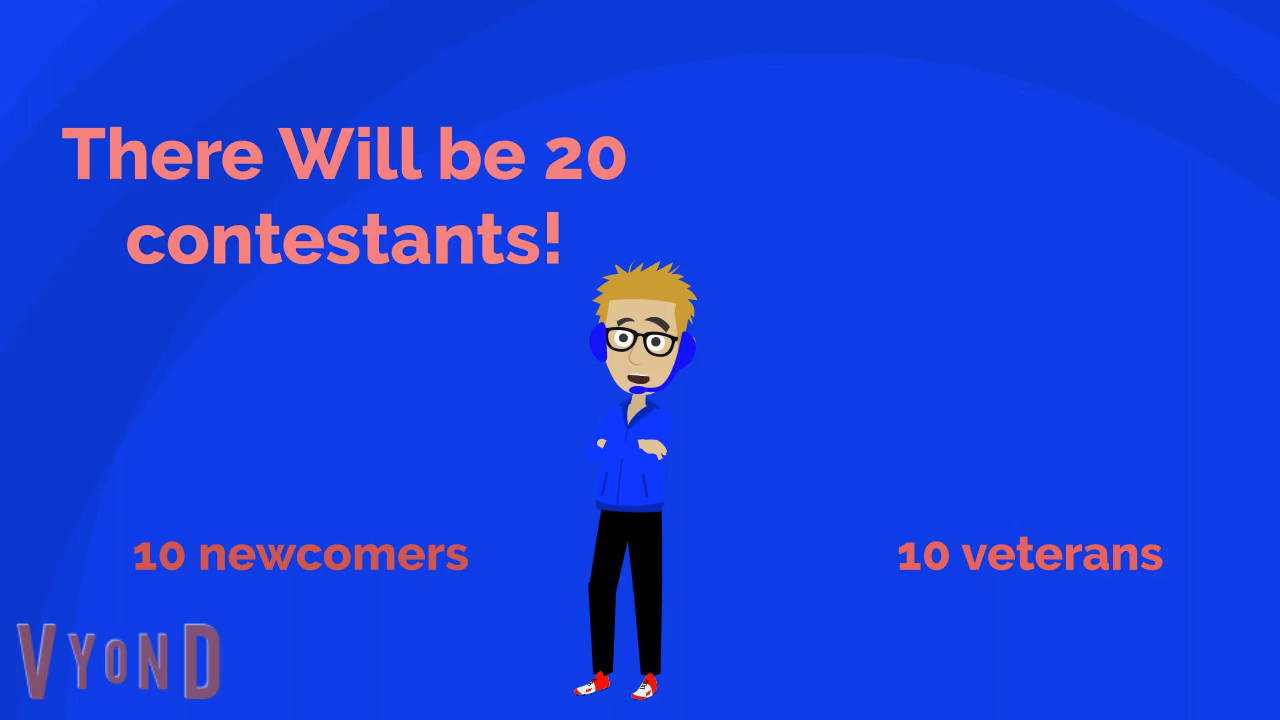 There Will be 20
contestants!
10 newcomers
10 veterans
VYOND